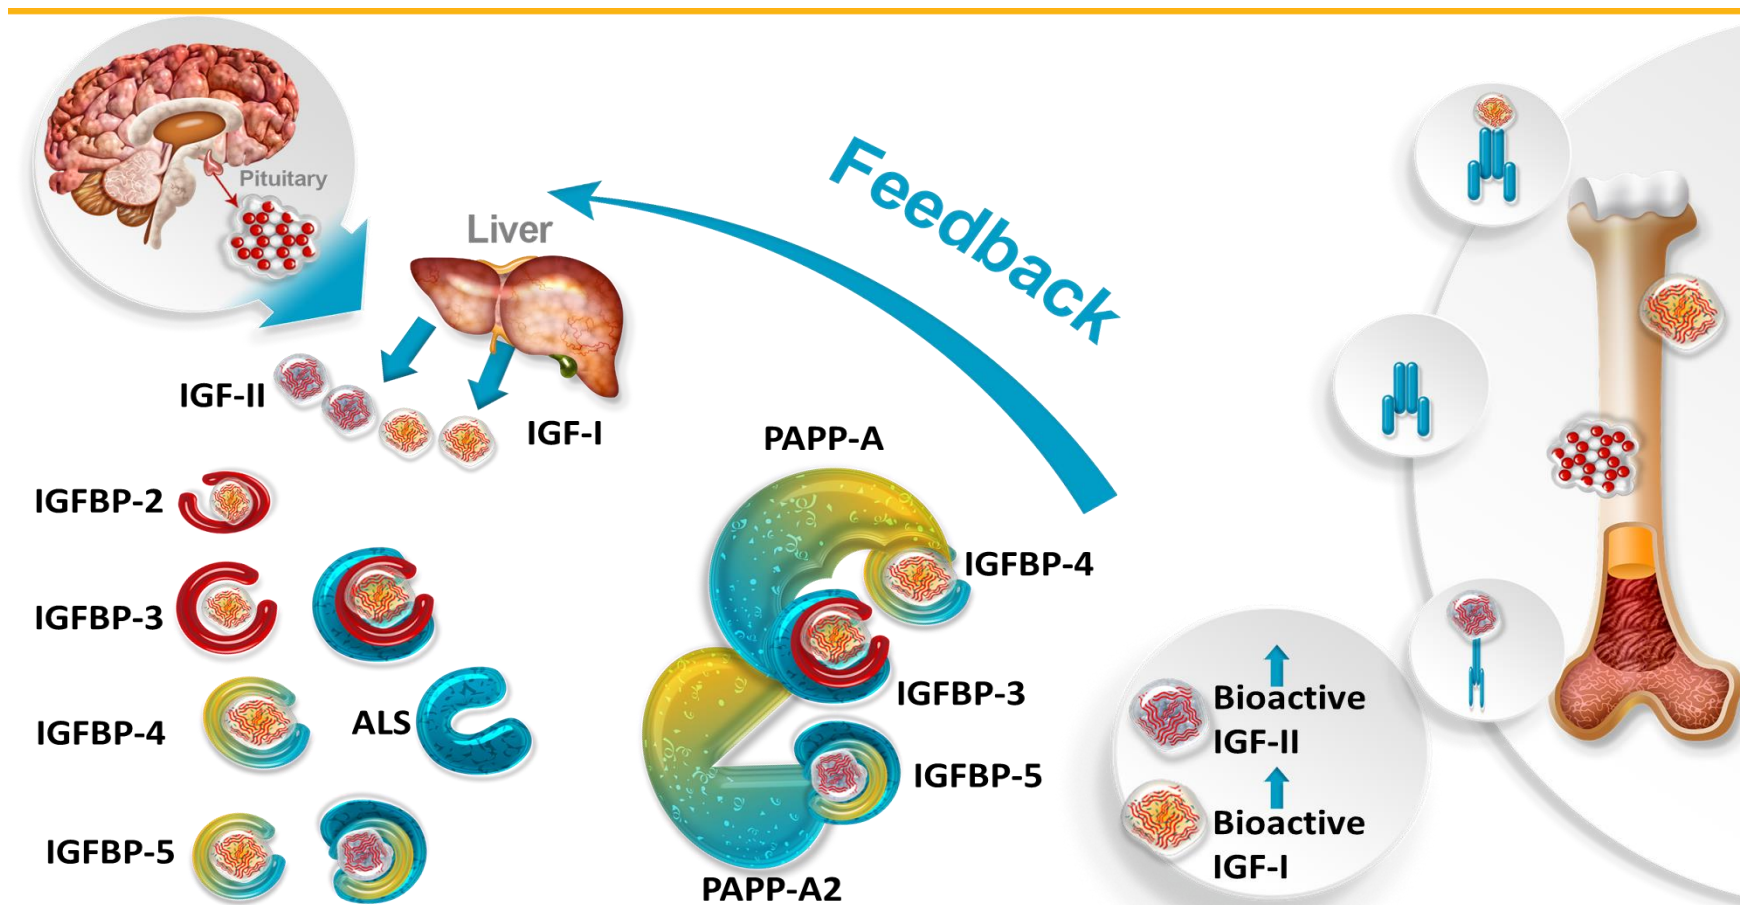 Pituitary
Liver
Feedback
IGF-II
IGF-I
PAPP-A
IGFBP-2
IGFBP-3
IGFBP-4
ALS
IGFBP-5
IGFBP-4
IGFBP-3
IGFBP-5
PAPP-A2
Bioactive
IGF-II
Bioactive
IGF-I